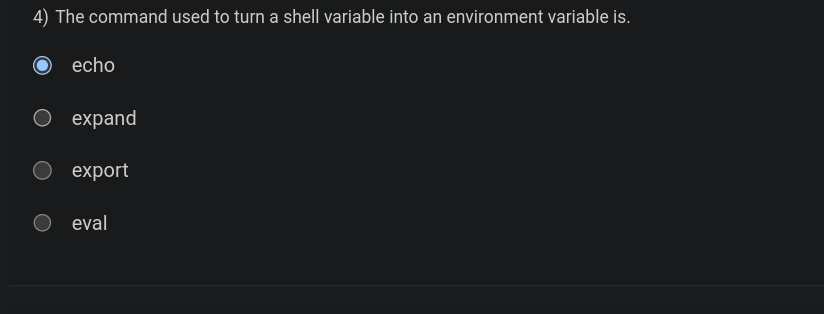 4) The command used to turn a shell variable into an environment variable is.
echo
expand
export
eval